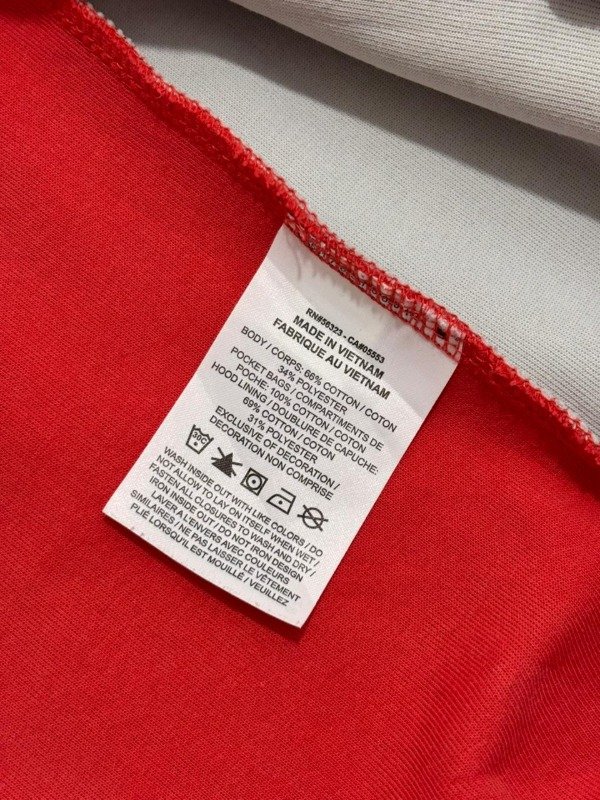 RN#56323 - CA#05553
MADE IN VIETNAM
FABRIQUE AU VIETNAM
BODY / CORPS: 66% COTTON / COTON
34% POLYESTER
POCKET BAGS / COMPARTIMENTS DE
POCHE: 100% COTTON / COTON
HOOD LINING / DOUBLURE DE CAPUCHE:
69% COTTON / COTON
31% POLYESTER
EXCLUSIVE OF DECORATION /
DECORATION NON COMPRISE
30C
WASH INSIDE OUT WITH LIKE COLORS / DO
NOT ALLOW TO LAY ON ITSELF WHEN WET /
FASTEN ALL CLOSURES TO WASH AND DRY /
IRON INSIDE OUT / DO NOT IRON DESIGN
LAVER A L'ENVERS AVEC COULEURS
SIMILAIRES / NE PAS LAISSER LE VÊTEMENT
PLIÉ LORSQU'IL EST MOUILLÉ / VEUILLEZ